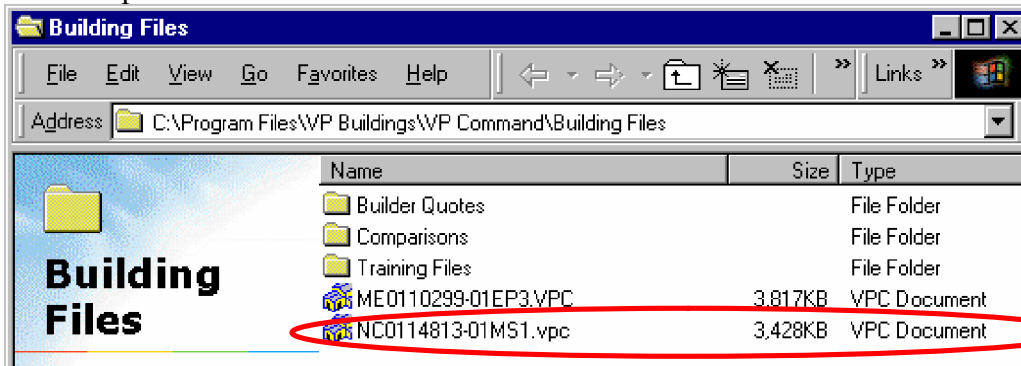 Building Files
File Edit View Go Favorites Help » Links »
Address C:\Program Files\VP Buildings\VP Command\Building Files
Name Size Type
Builder Quotes File Folder
Comparisons File Folder
Training Files File Folder
Building
Files
ME0110299-01EP3.VPC 3,817KB VPC Document
NC0114813-01MS1.vpc 3,428KB VPC Document